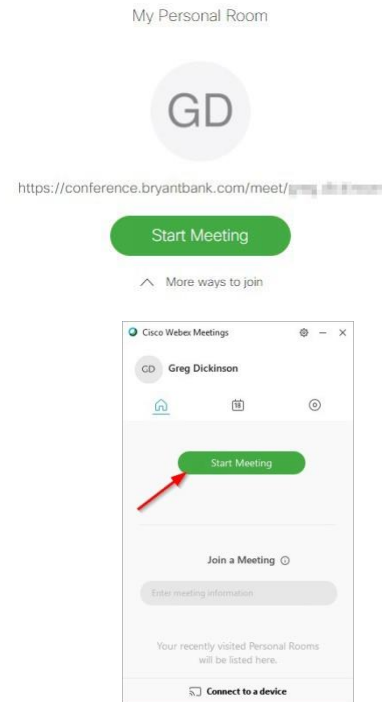 My Personal Room
GD
https://conference.bryantbank.com/meet/
Start Meeting
More ways to join
Cisco Webex Meetings
GD Greg Dickinson
18
Start Meeting
Join a Meeting
Enter meeting information
Your recently visited Personal Rooms
will be listed here.
Connect to a device